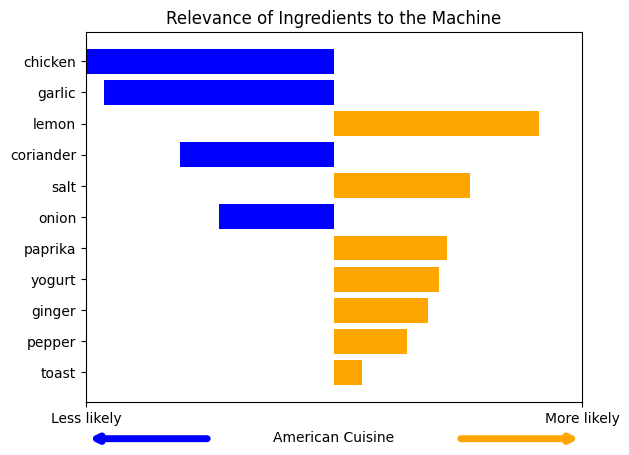 Relevance of Ingredients to the Machine
chicken
garlic
lemon
coriander
salt
onion
paprika
yogurt
ginger
pepper
toast
Less likely
More likely
American Cuisine